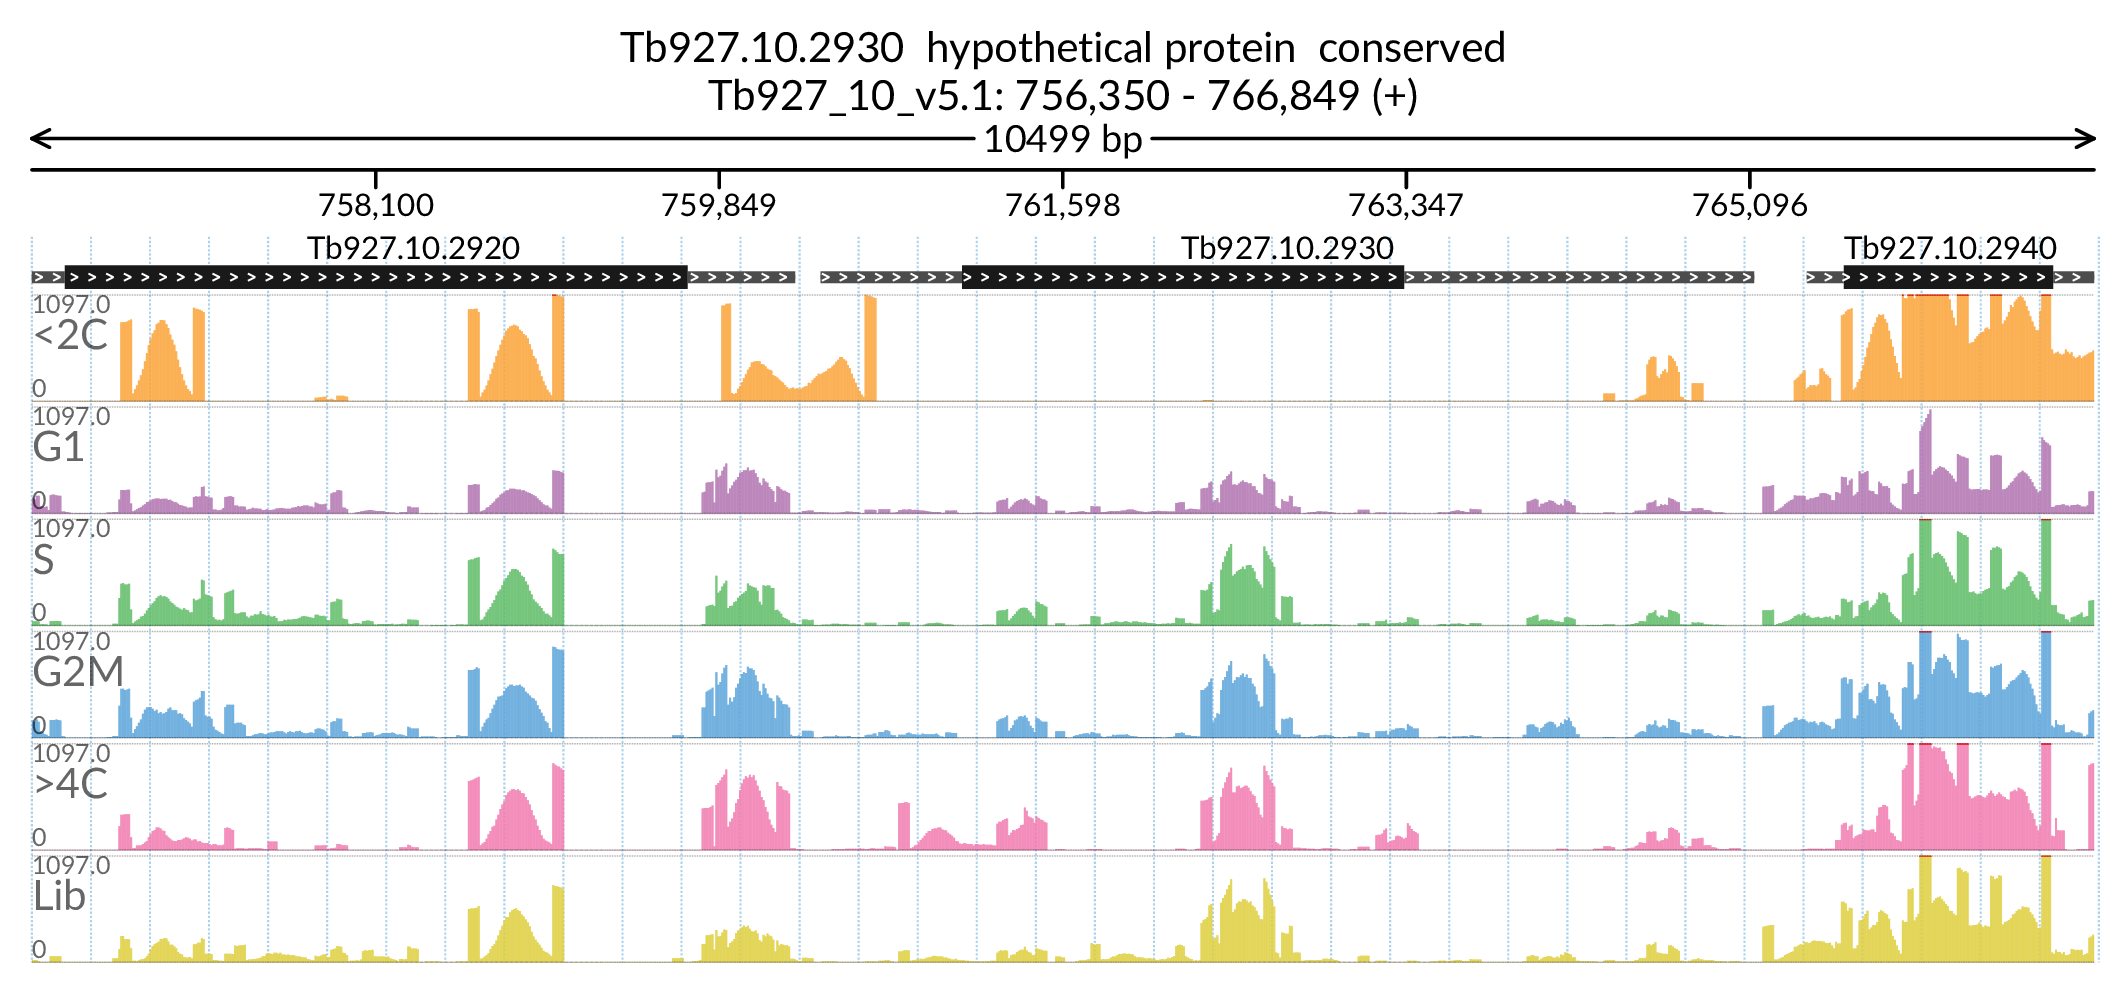 Tb927.10.2930 hypothetical protein conserved
Tb927_10_v5.1: 756,350 - 766,849 (+)
10499 bp
758,100 759,849 761,598 763,347 765,096
Tb927.10.2920 Tb927.10.2930 Tb927.10.2940
1097.0
<2C
0
1097.0
G1
0
1097.0
S
0
1097.0
G2M
0
1097.0
>4C
0
1097.0
Lib
0